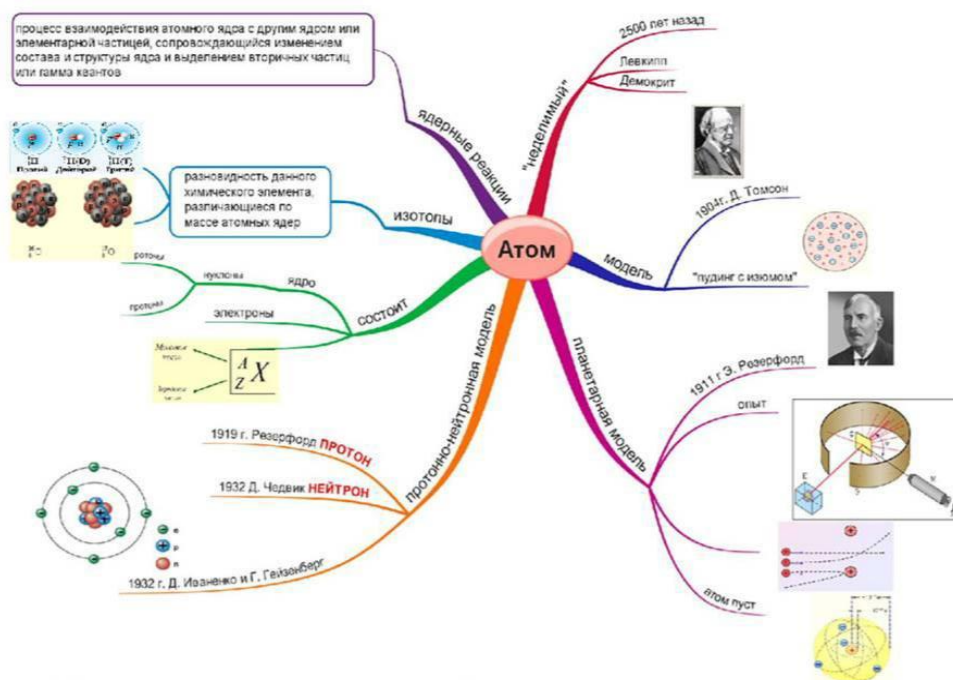 процесс взаимодействия атомного ядра с другим ядром или
элементарной частицей, сопровождающийся изменением
состава и структуры ядра и выделением вторичных частиц
или гамма квантов
ядерные реакции
2500 лет назад
Левкипп
Демокрит
"неделимый"
Протий
Дейтерий
Тритий
разновидность данного
химического элемента,
различающиеся по
массе атомных ядер
изотопы
Атом
1904г. Д. Томсон
модель
"пудинг с изюмом"
нуклоны
ядро
электроны
состоит
A
Z X
планетарная модель
1911 г Э. Резерфорд
опыт
атом пуст
протонно-нейтронная модель
1919 г. Резерфорд ПРОТОН
1932 Д. Чедвик НЕЙТРОН
1932 г. Д. Иваненко и Г. Гейзенберг
e
p
n